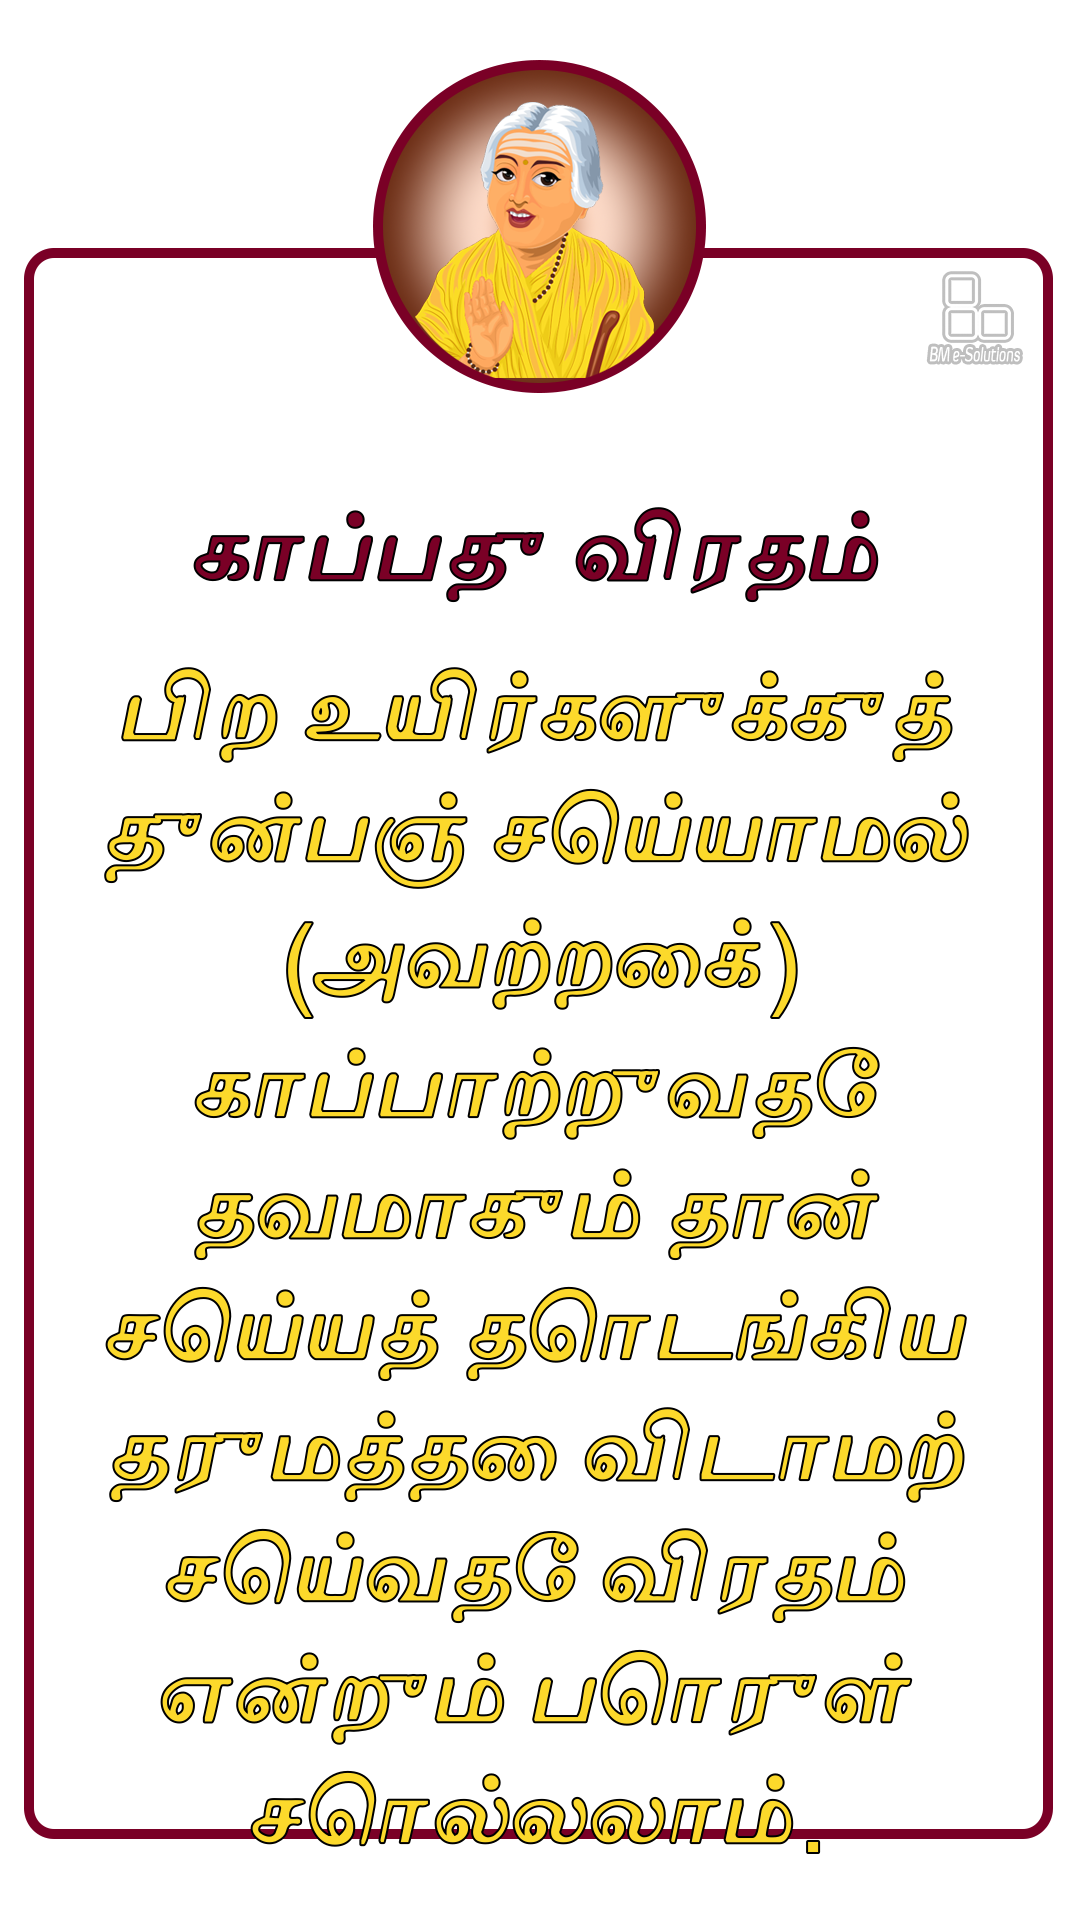 BM e-Solutions
காப்பது விரதம்
பிற உயிர்களுக்குத்
துன்பஞ் செய்யாமல்
(அவற்றைக்)
காப்பாற்றுவதே
தவமாகும் தான்
செய்யத் தொடங்கிய
தருமத்தை விடாமற்
செய்வதே விரதம்
என்றும் பொருள்
சொல்லலாம்.